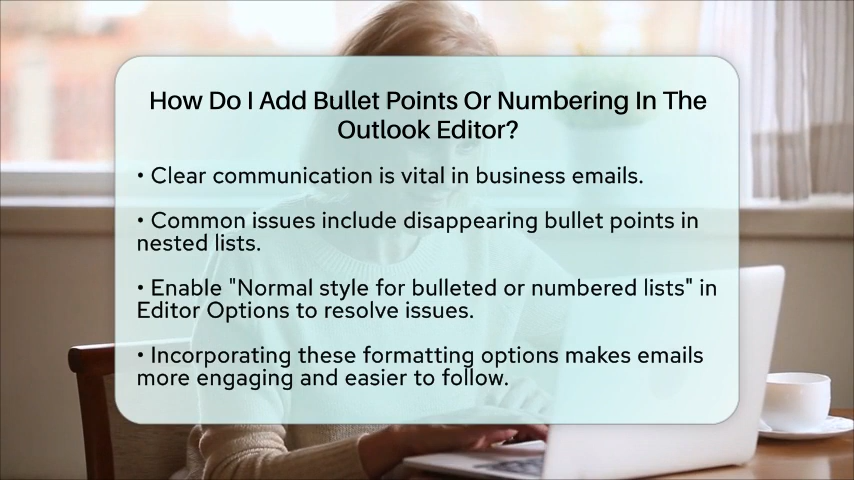 How Do I Add Bullet Points Or Numbering In The
Outlook Editor?
• Clear communication is vital in business emails.
• Common issues include disappearing bullet points in
nested lists.
• Enable "Normal style for bulleted or numbered lists" in
Editor Options to resolve issues.
• Incorporating these formatting options makes emails
more engaging and easier to follow.